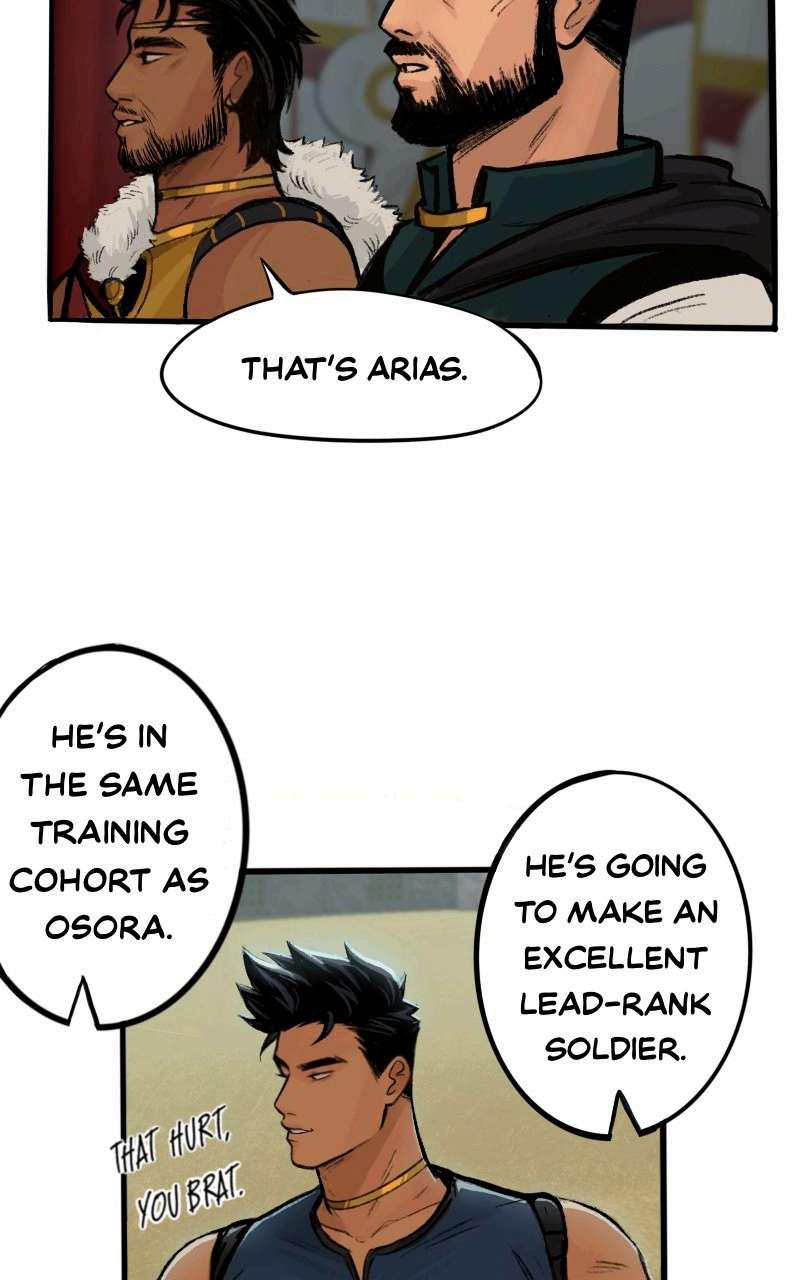 THAT'S ARIAS.
HE'S IN
THE SAME
TRAINING
COHORT AS
OSORA.
HE'S GOING
TO MAKE AN
EXCELLENT
LEAD-RANK
SOLDIER.
THAT HURT,
YOU BRAT.